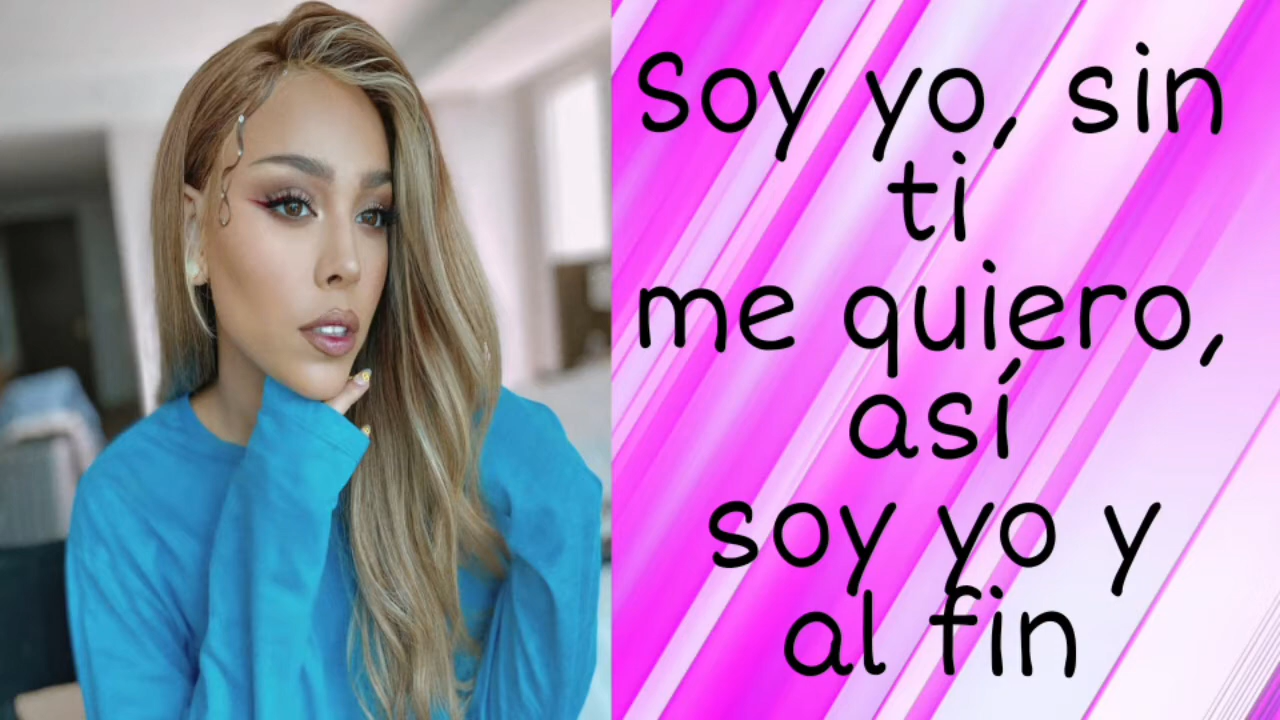 Soy yo, sin
ti
me quiero,
así
soy yo y
al fin